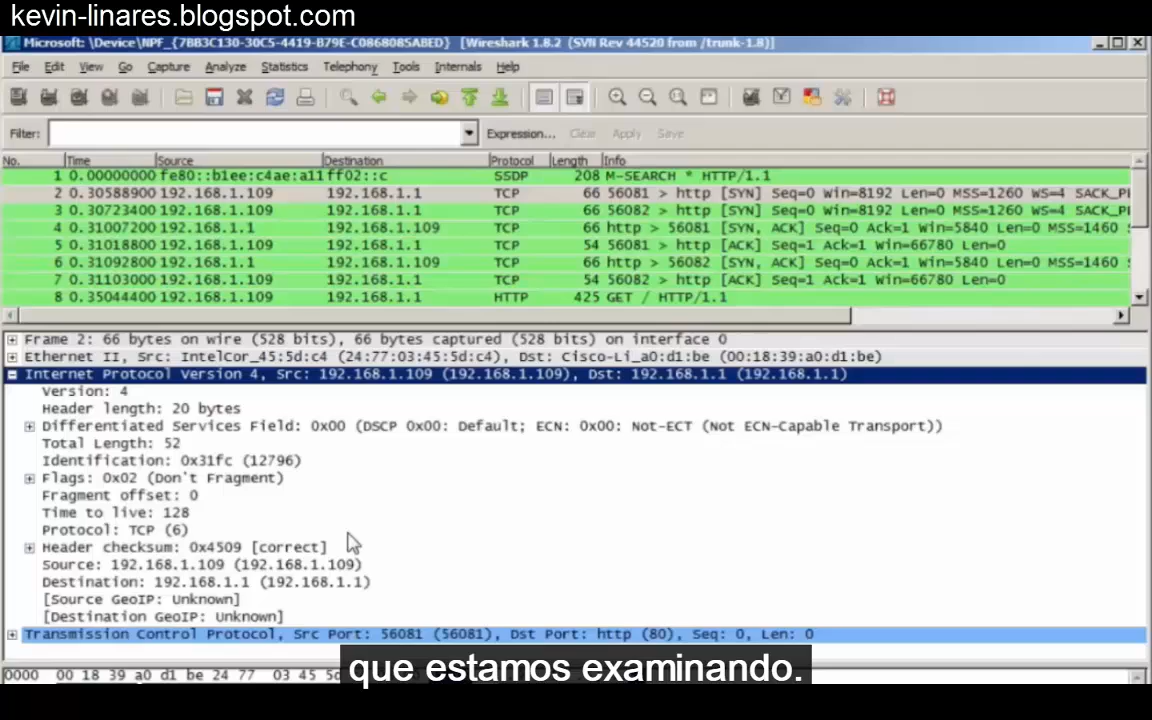 kevin-linares.blogspot.com
Microsoft: \Device\NPF_{7BB3C130-30C5-4419-B79E-C0868085ABED} [Wireshark 1.8.2 (SVN Rev 44520 from /trunk-1.8)]
File Edit View Go Capture Analyze Statistics Telephony Tools Internals Help
Filter: Expression... Clear Apply Save
No. Time Source Destination Protocol Length Info
1 0.00000000 fe80::b1ee:c4ae:a11 ff02::c SSDP 208 M-SEARCH * HTTP/1.1
2 0.30588900 192.168.1.109 192.168.1.1 TCP 66 56081 > http [SYN] Seq=0 Win=8192 Len=0 MSS=1260 WS=4 SACK_PI
3 0.30723400 192.168.1.109 192.168.1.1 TCP 66 56082 > http [SYN] Seq=0 Win=8192 Len=0 MSS=1260 WS=4 SACK_PI
4 0.31007200 192.168.1.1 192.168.1.109 TCP 66 http > 56081 [SYN, ACK] Seq=0 Ack=1 Win=5840 Len=0 MSS=1460
5 0.31018800 192.168.1.109 192.168.1.1 TCP 54 56081 > http [ACK] Seq=1 Ack=1 Win=66780 Len=0
6 0.31092800 192.168.1.1 192.168.1.109 TCP 66 http > 56082 [SYN, ACK] Seq=0 Ack=1 Win=5840 Len=0 MSS=1460
7 0.31103000 192.168.1.109 192.168.1.1 TCP 54 56082 > http [ACK] Seq=1 Ack=1 Win=66780 Len=0
8 0.35044400 192.168.1.109 192.168.1.1 HTTP 425 GET / HTTP/1.1
Frame 2: 66 bytes on wire (528 bits), 66 bytes captured (528 bits) on interface 0
Ethernet II, Src: IntelCor_45:5d:c4 (24:77:03:45:5d:c4), Dst: Cisco-Li_a0:d1:be (00:18:39:a0:d1:be)
Internet Protocol Version 4, Src: 192.168.1.109 (192.168.1.109), Dst: 192.168.1.1 (192.168.1.1)
Version: 4
Header length: 20 bytes
Differentiated Services Field: 0x00 (DSCP 0x00: Default; ECN: 0x00: Not-ECT (Not ECN-Capable Transport))
Total Length: 52
Identification: 0x31fc (12796)
Flags: 0x02 (Don't Fragment)
Fragment offset: 0
Time to live: 128
Protocol: TCP (6)
Header checksum: 0x4509 [correct]
Source: 192.168.1.109 (192.168.1.109)
Destination: 192.168.1.1 (192.168.1.1)
[Source GeoIP: Unknown]
[Destination GeoIP: Unknown]
Transmission Control Protocol, Src Port: 56081 (56081), Dst Port: http (80), Seq: 0, Len: 0
que estamos examinando.
0000 00 18 39 a0 d1 be 24 77 03 45